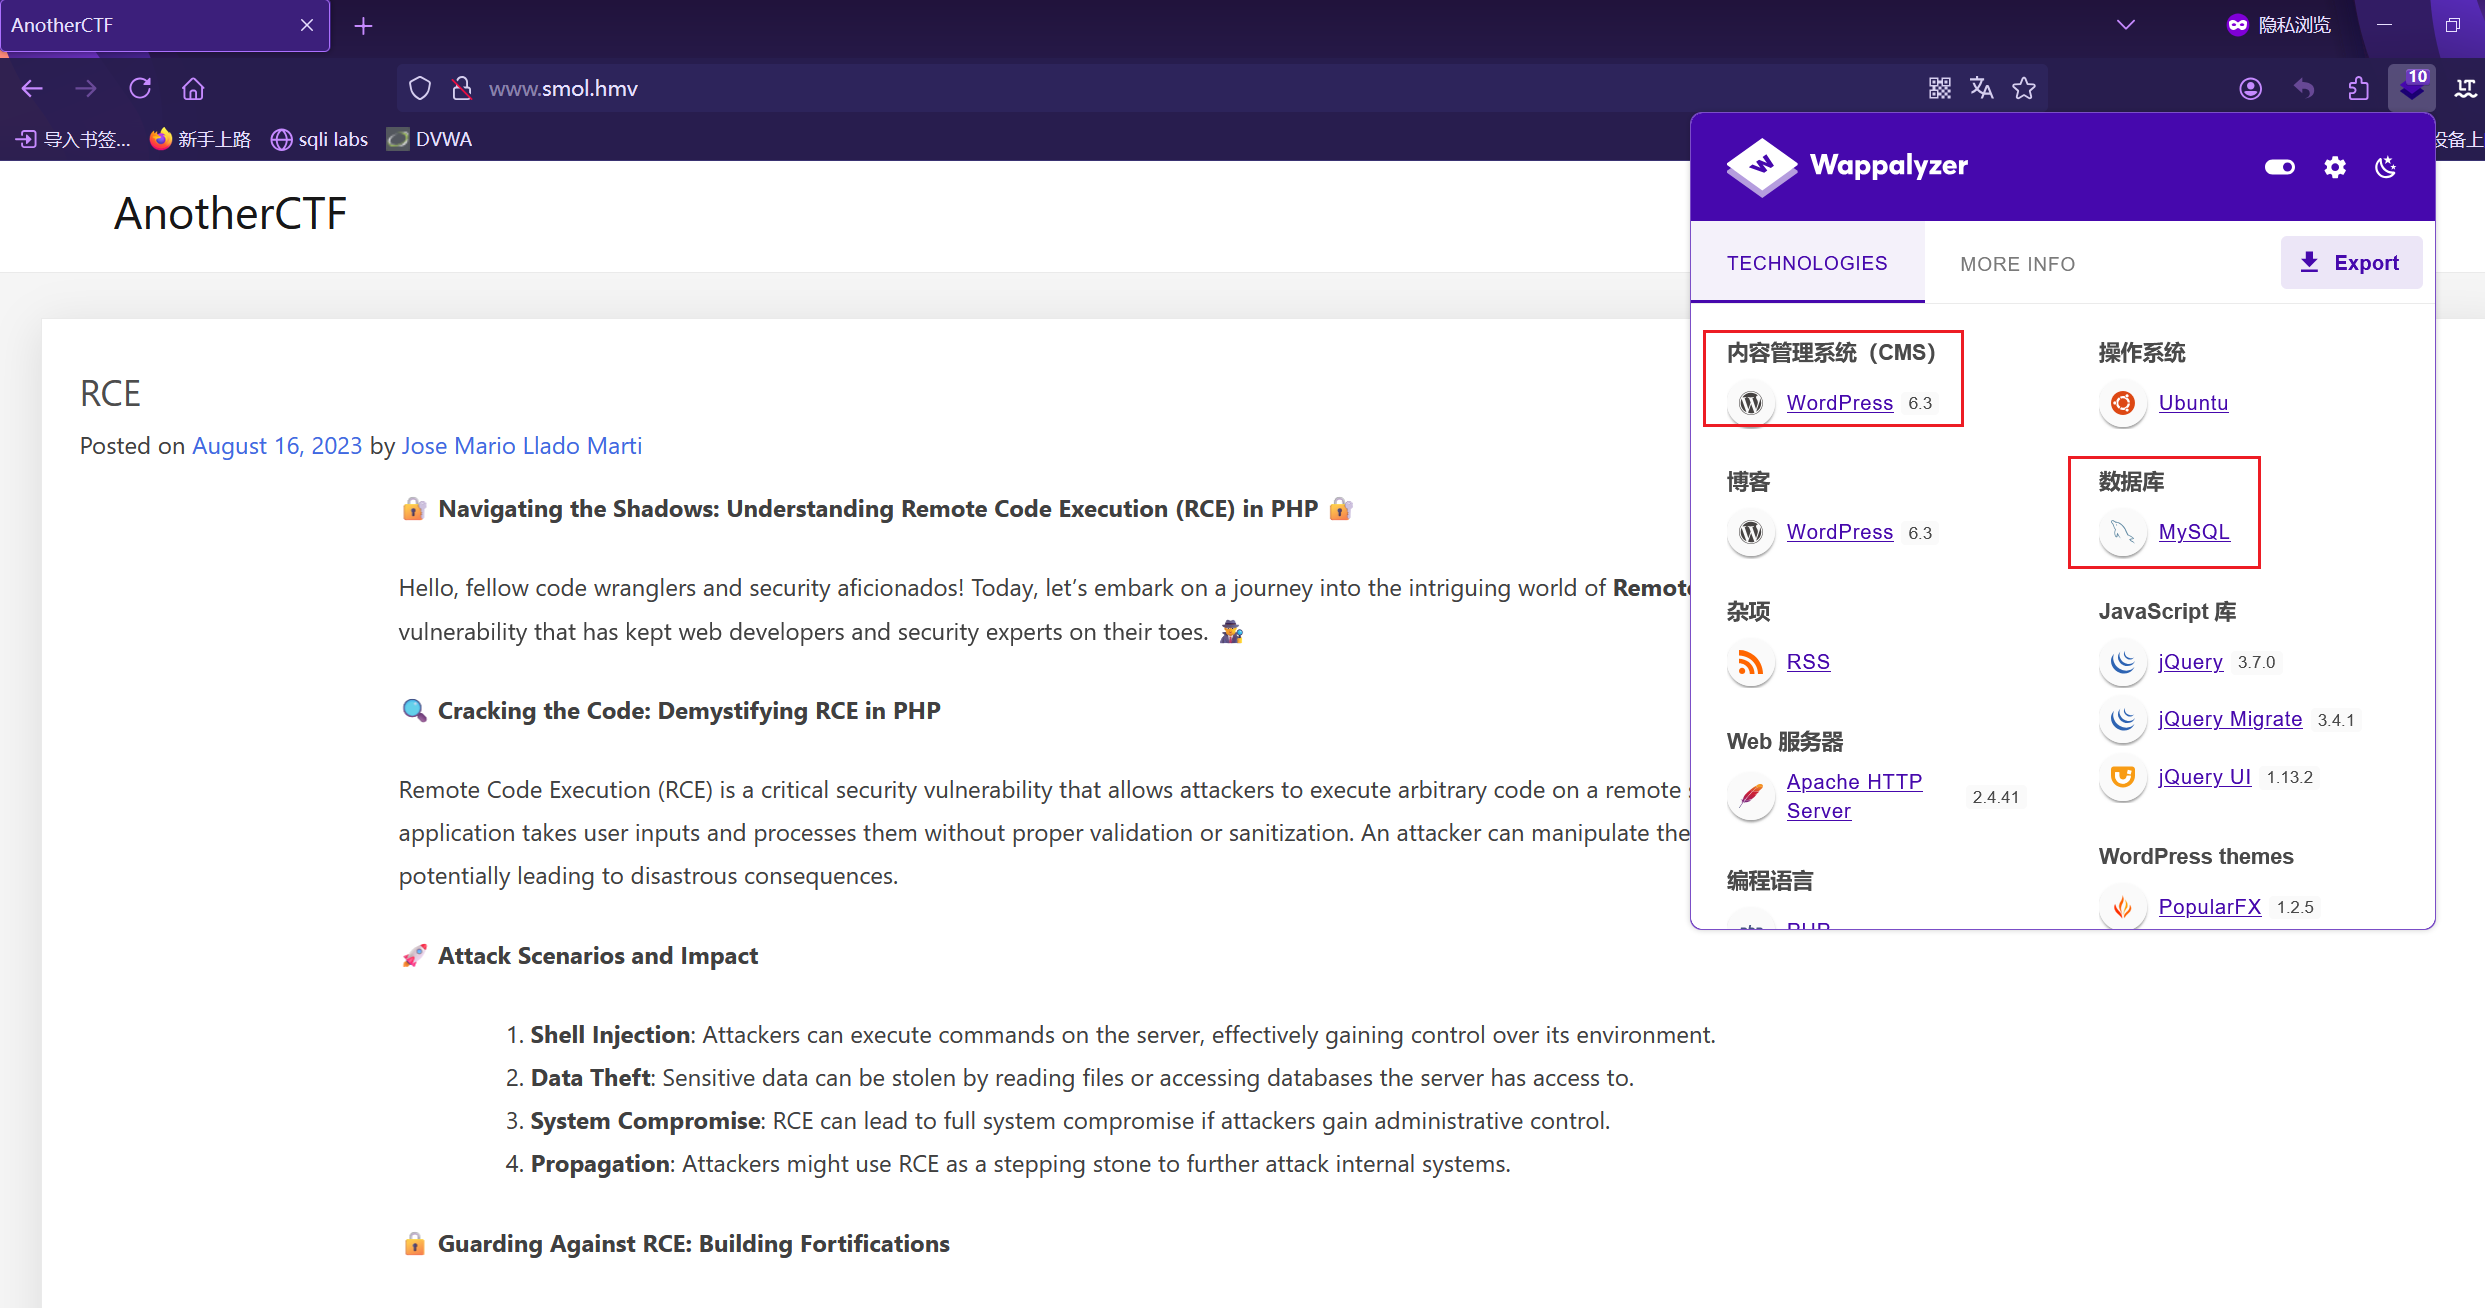 AnotherCTF
隐私浏览
www.smol.hmv
10
导入书签...
新手上路
sqli labs
DVWA
设备上
AnotherCTF
RCE
Posted on August 16, 2023 by Jose Mario Llado Marti
Navigating the Shadows: Understanding Remote Code Execution (RCE) in PHP
Hello, fellow code wranglers and security aficionados! Today, let’s embark on a journey into the intriguing world of Remote
vulnerability that has kept web developers and security experts on their toes.
Cracking the Code: Demystifying RCE in PHP
Remote Code Execution (RCE) is a critical security vulnerability that allows attackers to execute arbitrary code on a remote
application takes user inputs and processes them without proper validation or sanitization. An attacker can manipulate the
potentially leading to disastrous consequences.
Attack Scenarios and Impact
1. Shell Injection: Attackers can execute commands on the server, effectively gaining control over its environment.
2. Data Theft: Sensitive data can be stolen by reading files or accessing databases the server has access to.
3. System Compromise: RCE can lead to full system compromise if attackers gain administrative control.
4. Propagation: Attackers might use RCE as a stepping stone to further attack internal systems.
Guarding Against RCE: Building Fortifications
Wappalyzer
TECHNOLOGIES
MORE INFO
Export
内容管理系统（CMS）
WordPress 6.3
博客
WordPress 6.3
杂项
RSS
Web 服务器
Apache HTTP
Server
2.4.41
编程语言
PHP
操作系统
Ubuntu
数据库
MySQL
JavaScript 库
jQuery 3.7.0
jQuery Migrate 3.4.1
jQuery UI 1.13.2
WordPress themes
PopularFX 1.2.5